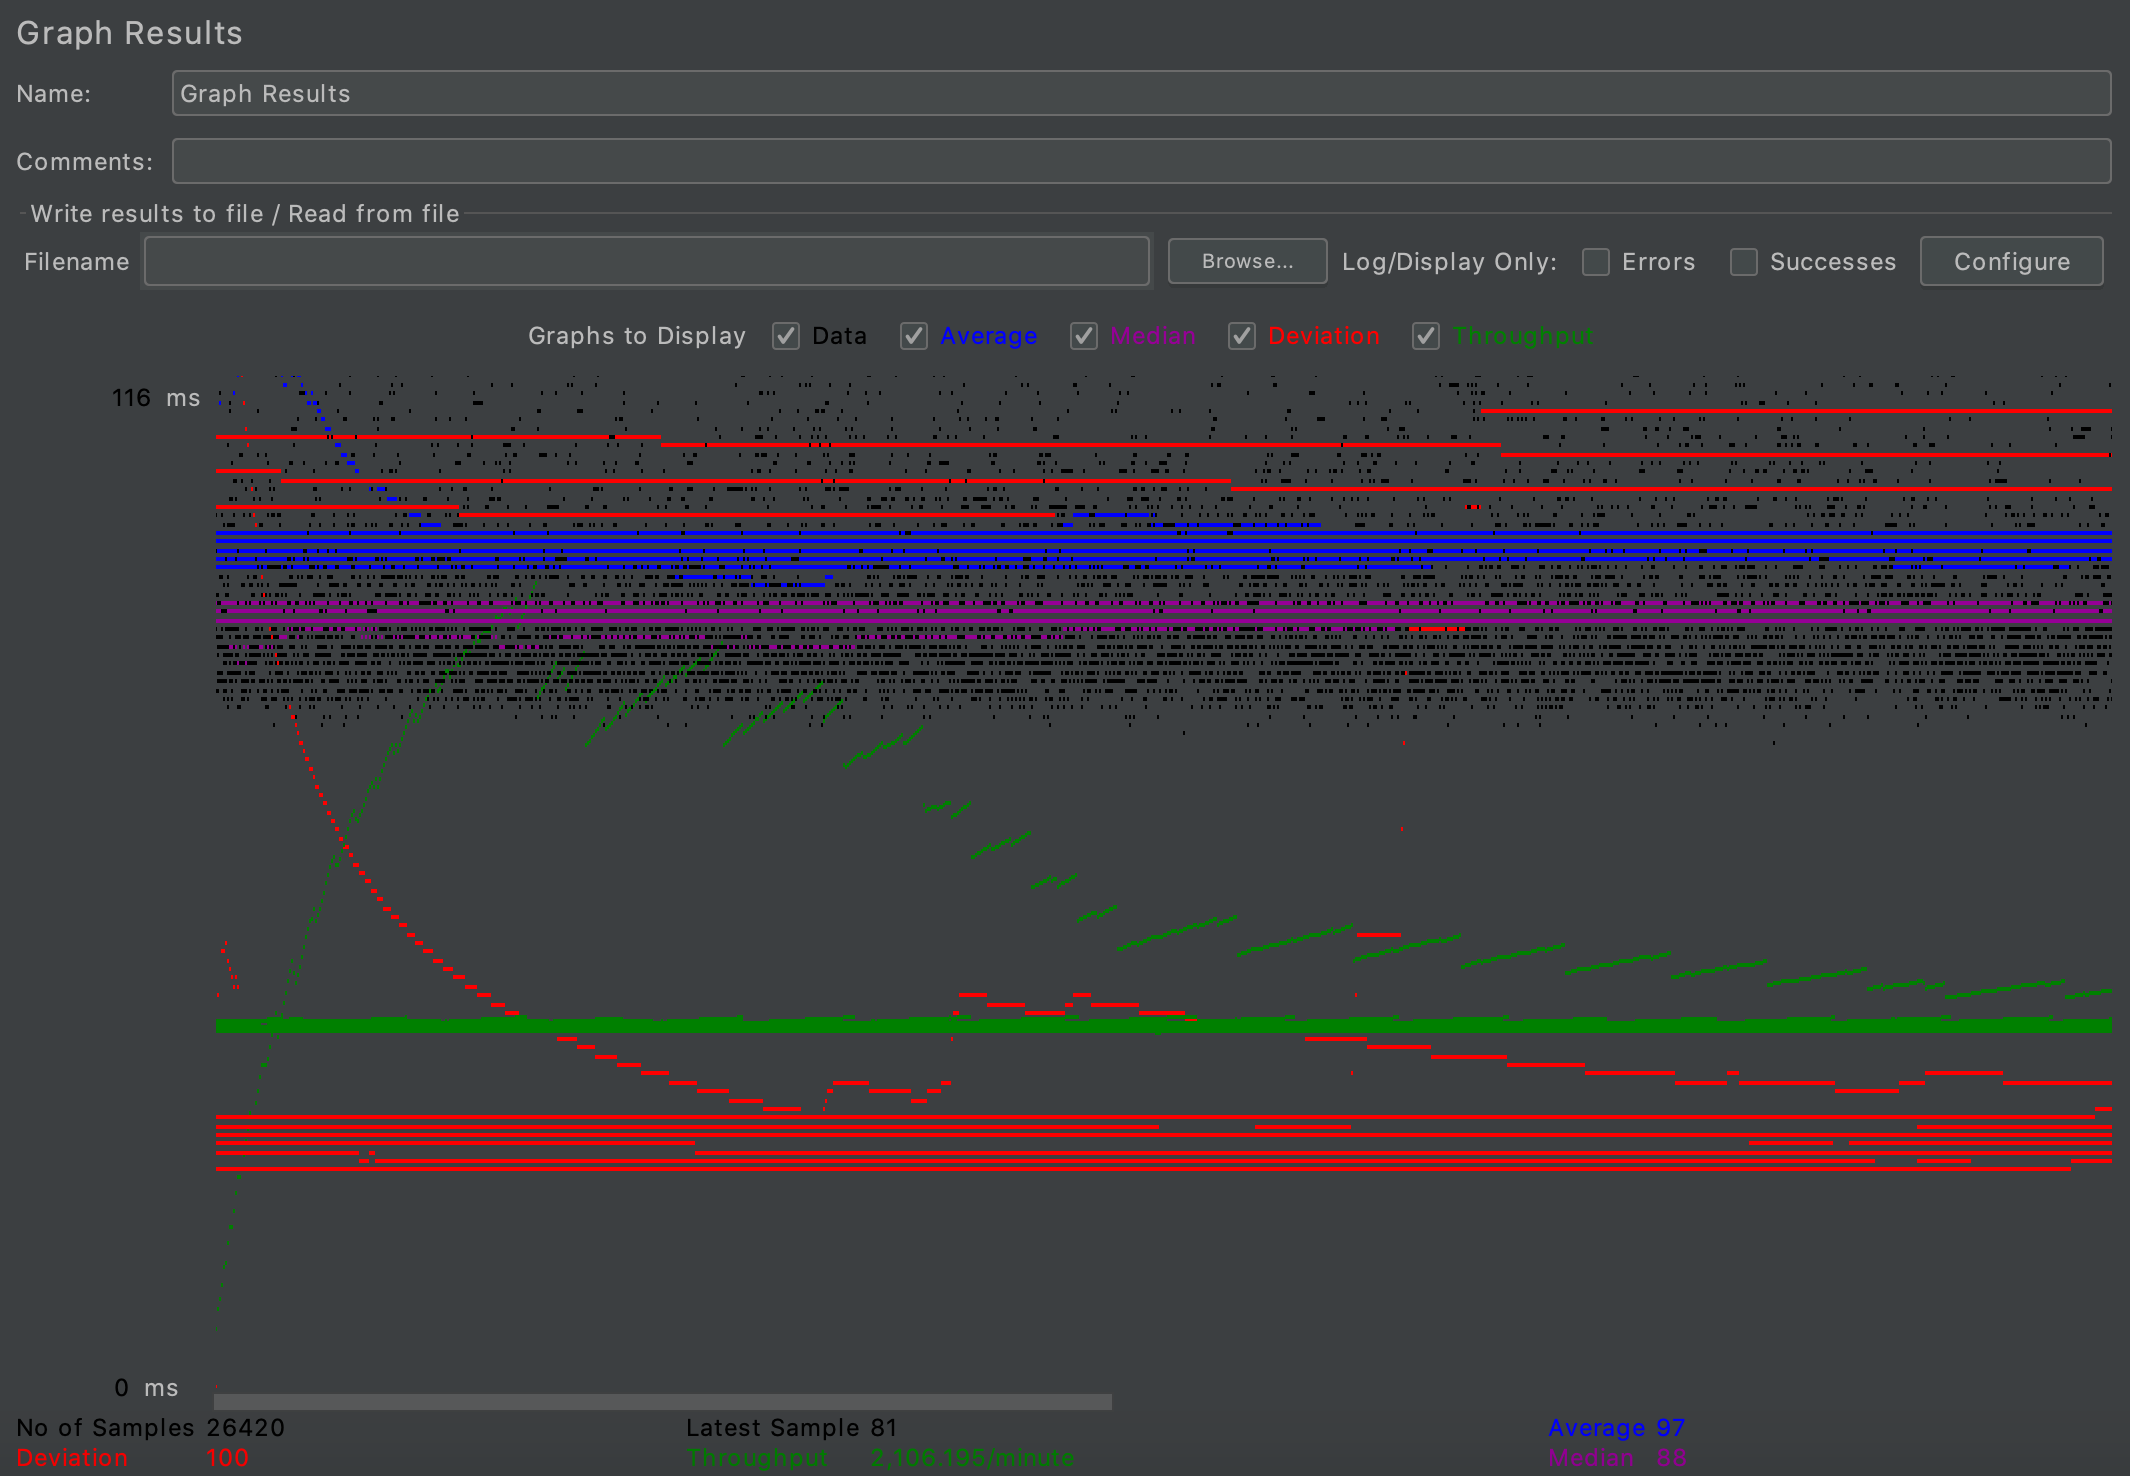 Graph Results
Name: Graph Results
Comments:
Write results to file / Read from file
Filename Browse... Log/Display Only: Errors Successes Configure
Graphs to Display Data Average Median Deviation Throughput
116 ms
0 ms
No of Samples 26420 Latest Sample 81 Average 97
Deviation 100 Throughput 2,106.195/minute Median 88